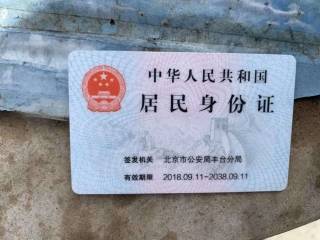 中华人民共和国
居民身份证
签发机关 北京市公安局丰台分局
有效期限 2018.09.11-2038.09.11